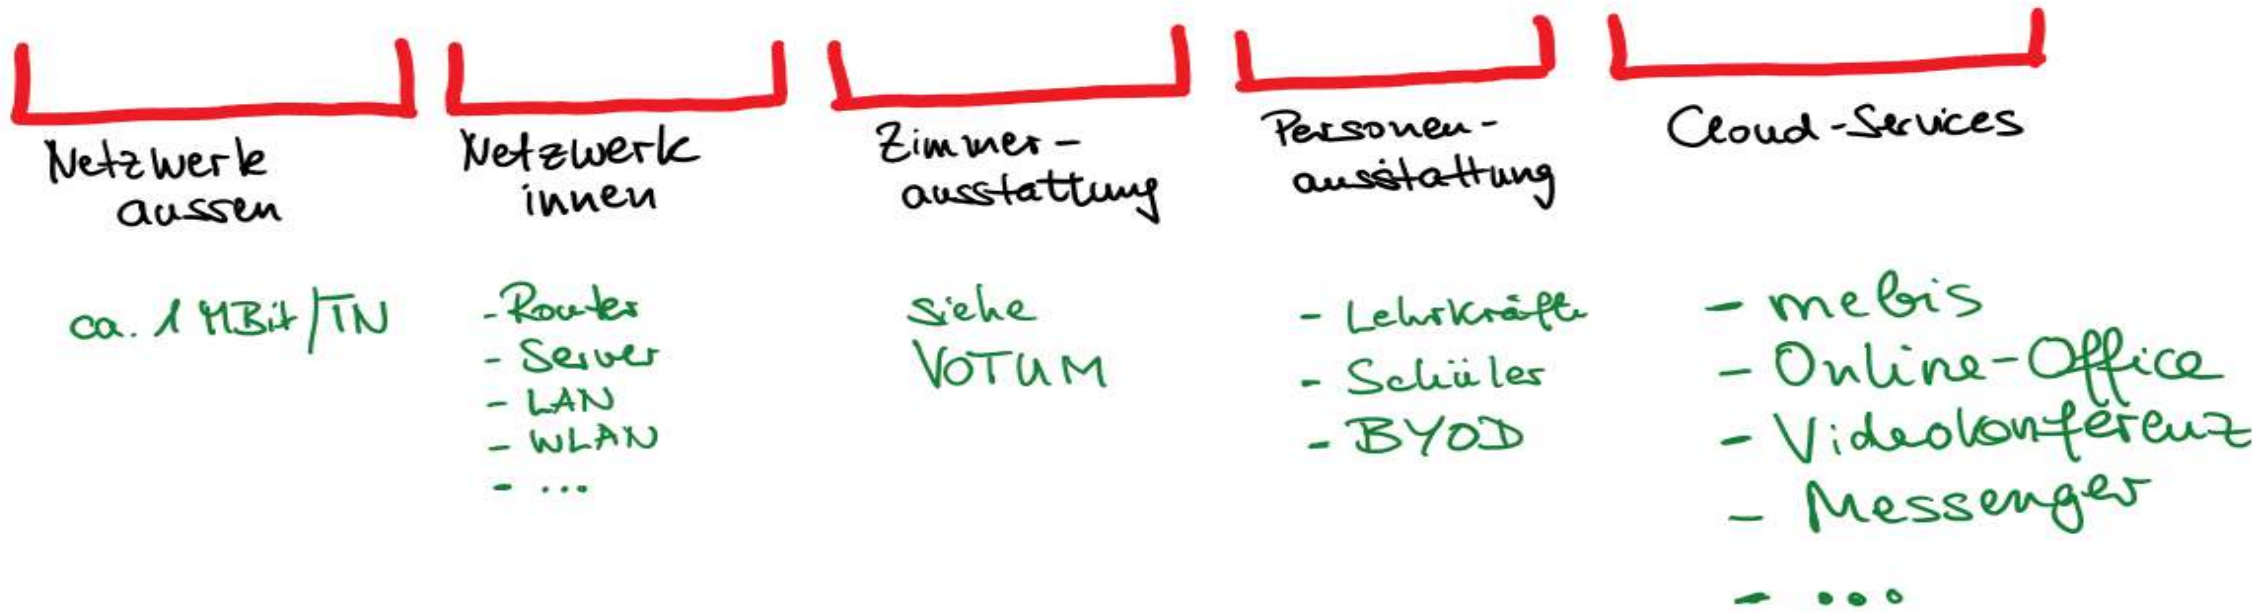 Netzwerk
aussen
ca. 1 MBit/TN
Netzwerk
innen
- Router
- Server
- LAN
- WLAN
- ...
Zimmer-
ausstattung
siehe
VOTUM
Personen-
ausstattung
- Lehrkräfte
- Schüler
- BYOD
Cloud-Services
- mebis
- Online-Office
- Videokonferenz
- Messenger
- ...